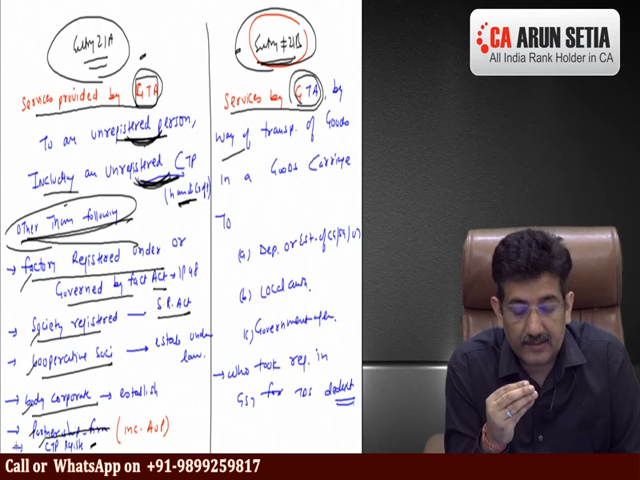 Entry 21A
Services provided by GTA
To an unregistered person,
Including an unregistered CTP
Other Than following
→ Factory Registered under or
Governed by fact Act - 1948
→ Society registered — S.R. Act
→ Cooperative Soci → estab under
law.
→ body Corporate → establish
→ Partnership firm (inc. AOP)
→ CTP Regist
Entry # 21B
Services by GTA, by
way of transp. of Goods
in a Goods Carriage
To
(a) Dep. or Est. of CG/SG/UT
(b) Local auth.
(c) Government agen.
→ who took reg. in
GST for TDS deduct
CA ARUN SETIA
All India Rank Holder in CA
Call or WhatsApp on +91-9899259817